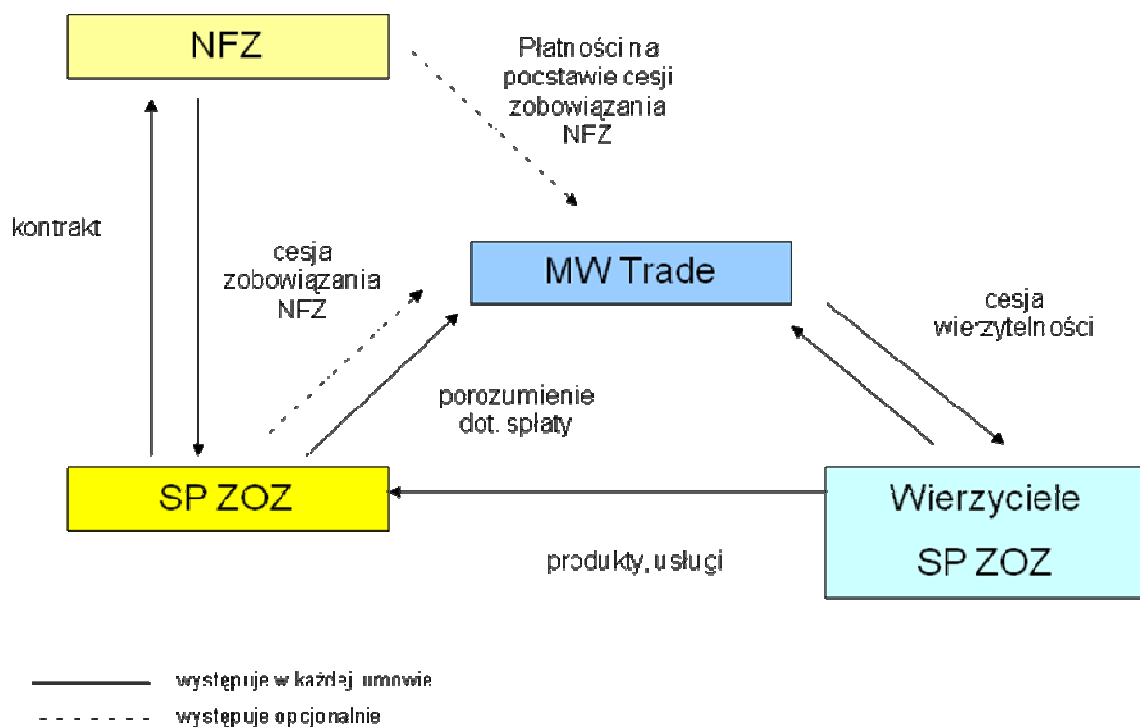 NFZ
Płatności na
pocstawie cesji
zobowiązania
NFZ
kontrakt
cesja
zobowiązania
NFZ
MW Trade
cesja
wierzytelności
porozumienie
dot. spłaty
SP ZOZ
Wierzyciele
SP ZOZ
produkty, usługi
występuje w każdej umowie
występuje opcjonalnie